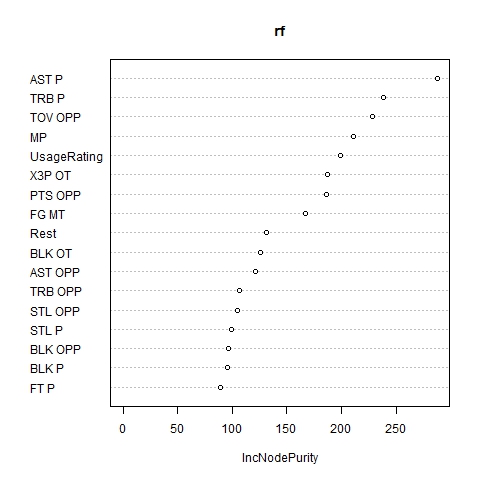 rf
AST P
TRB P
TOV OPP
MP
UsageRating
X3P OT
PTS OPP
FG MT
Rest
BLK OT
AST OPP
TRB OPP
STL OPP
STL P
BLK OPP
BLK P
FT P
0 50 100 150 200 250
IncNodePurity